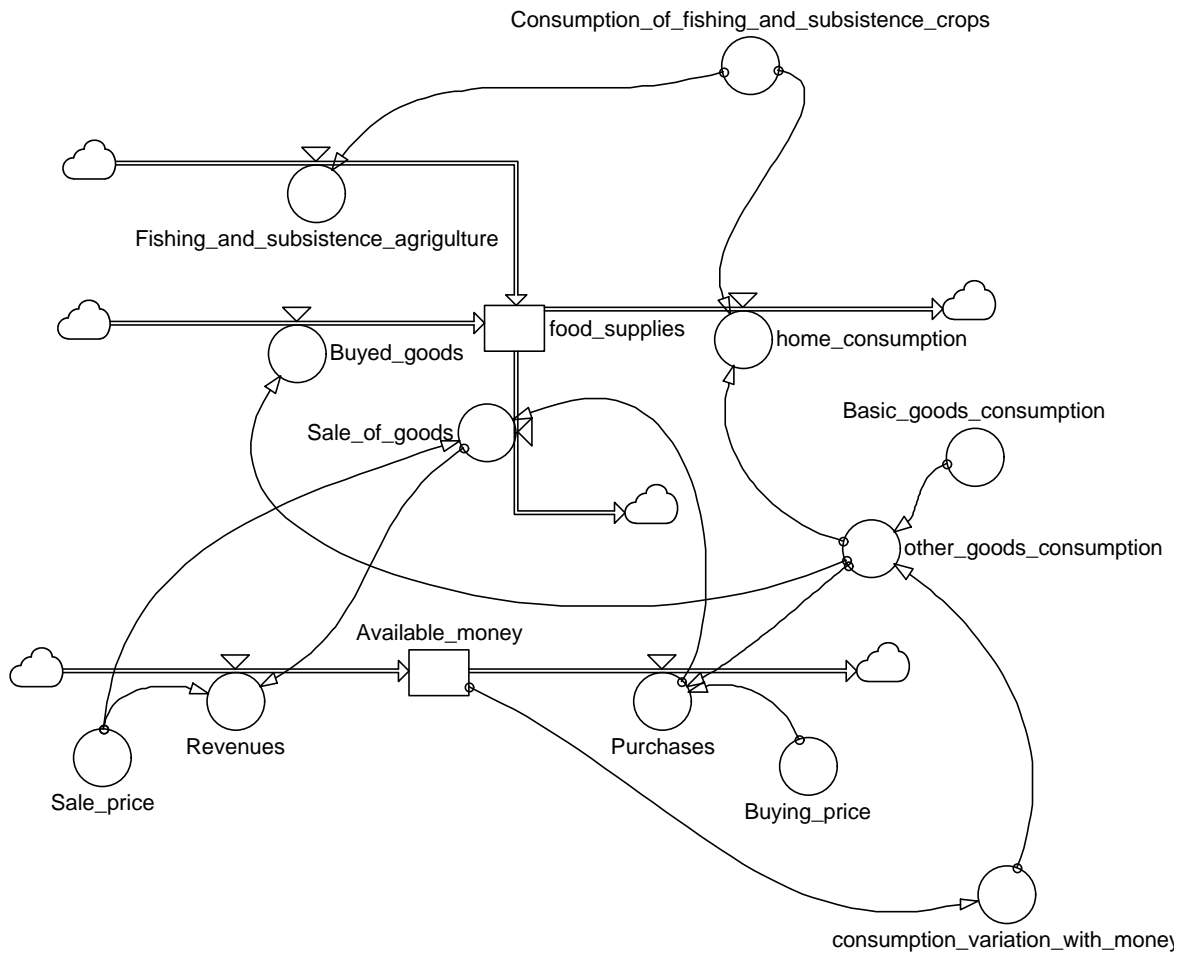 Consumption_of_fishing_and_subsistence_crops
Fishing_and_subsistence_agrigulture
food_supplies
home_consumption
Buyed_goods
Basic_goods_consumption
Sale_of_goods
other_goods_consumption
Available_money
Revenues
Purchases
Sale_price
Buying_price
consumption_variation_with_money